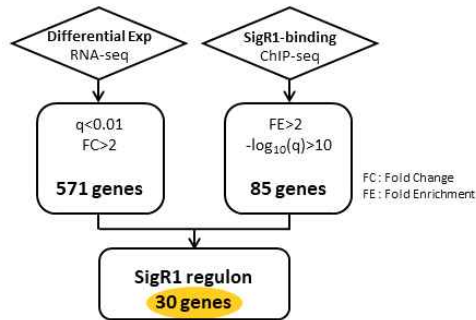 Differential Exp
RNA-seq
SigR1-binding
ChIP-seq
q<0.01
FC>2
571 genes
FE>2
-log₁₀(q)>10
85 genes
FC : Fold Change
FE : Fold Enrichment
SigR1 regulon
30 genes